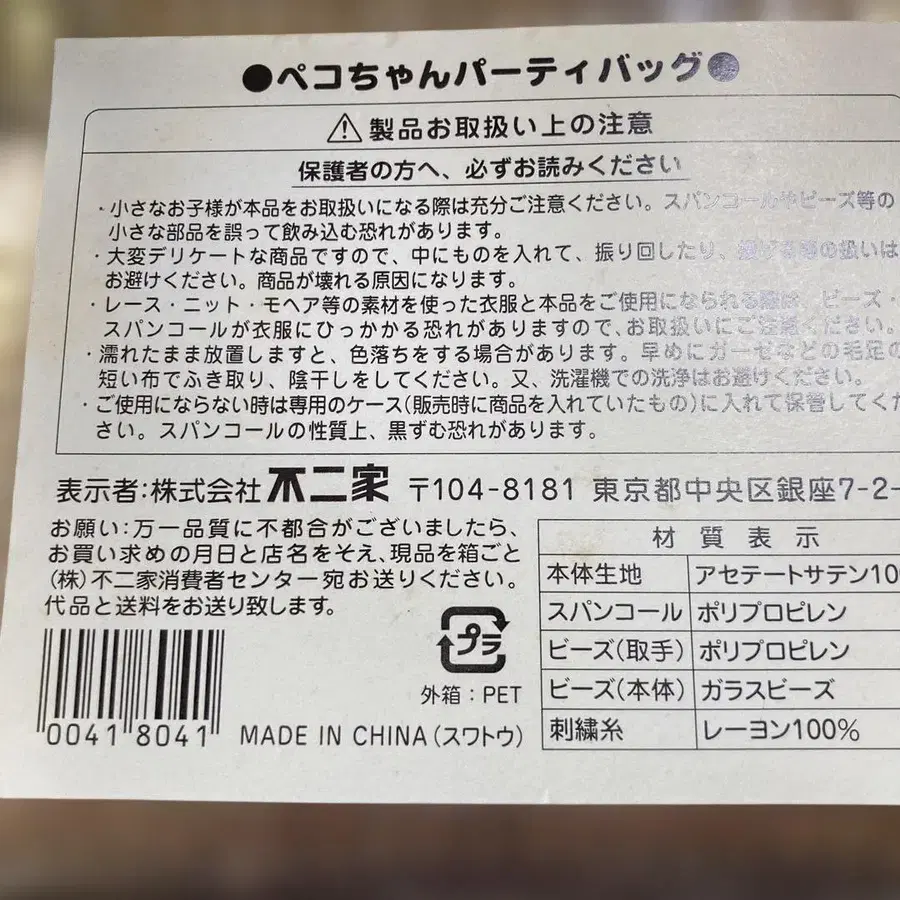 ●ペコちゃんパーティバッグ●
⚠製品お取扱い上の注意
保護者の方へ、必ずお読みください
・小さなお子様が本品をお取扱いになる際は充分ご注意ください。スパンコールやビーズ等の
小さな部品を誤って飲み込む恐れがあります。
・大変デリケートな商品ですので、中にものを入れて、振り回したり、投げる等の扱いは
お避けください。商品が壊れる原因になります。
・レース・ニット・モヘア等の素材を使った衣服と本品をご使用になられる際は、ビーズ・
スパンコールが衣服にひっかかる恐れがありますので、お取扱いにご注意ください。
・濡れたまま放置しますと、色落ちをする場合があります。早めにガーゼなどの毛足の
短い布でふき取り、陰干しをしてください。又、洗濯機での洗浄はお避けください。
・ご使用にならない時は専用のケース(販売時に商品を入れていたもの)に入れて保管してくだ
さい。スパンコールの性質上、黒ずむ恐れがあります。
表示者:株式会社不二家 〒104-8181 東京都中央区銀座7-2-
お願い:万一品質に不都合がございましたら、
お買い求めの月日と店名をそえ、現品を箱ごと
(株)不二家消費者センター宛お送りください。
代品と送料をお送り致します。
プラ
外箱:PET
0041 8041
MADE IN CHINA(スワトウ)
材質表示
本体生地 アセテートサテン100
スパンコール ポリプロピレン
ビーズ(取手) ポリプロピレン
ビーズ(本体) ガラスビーズ
刺繍糸 レーヨン100%